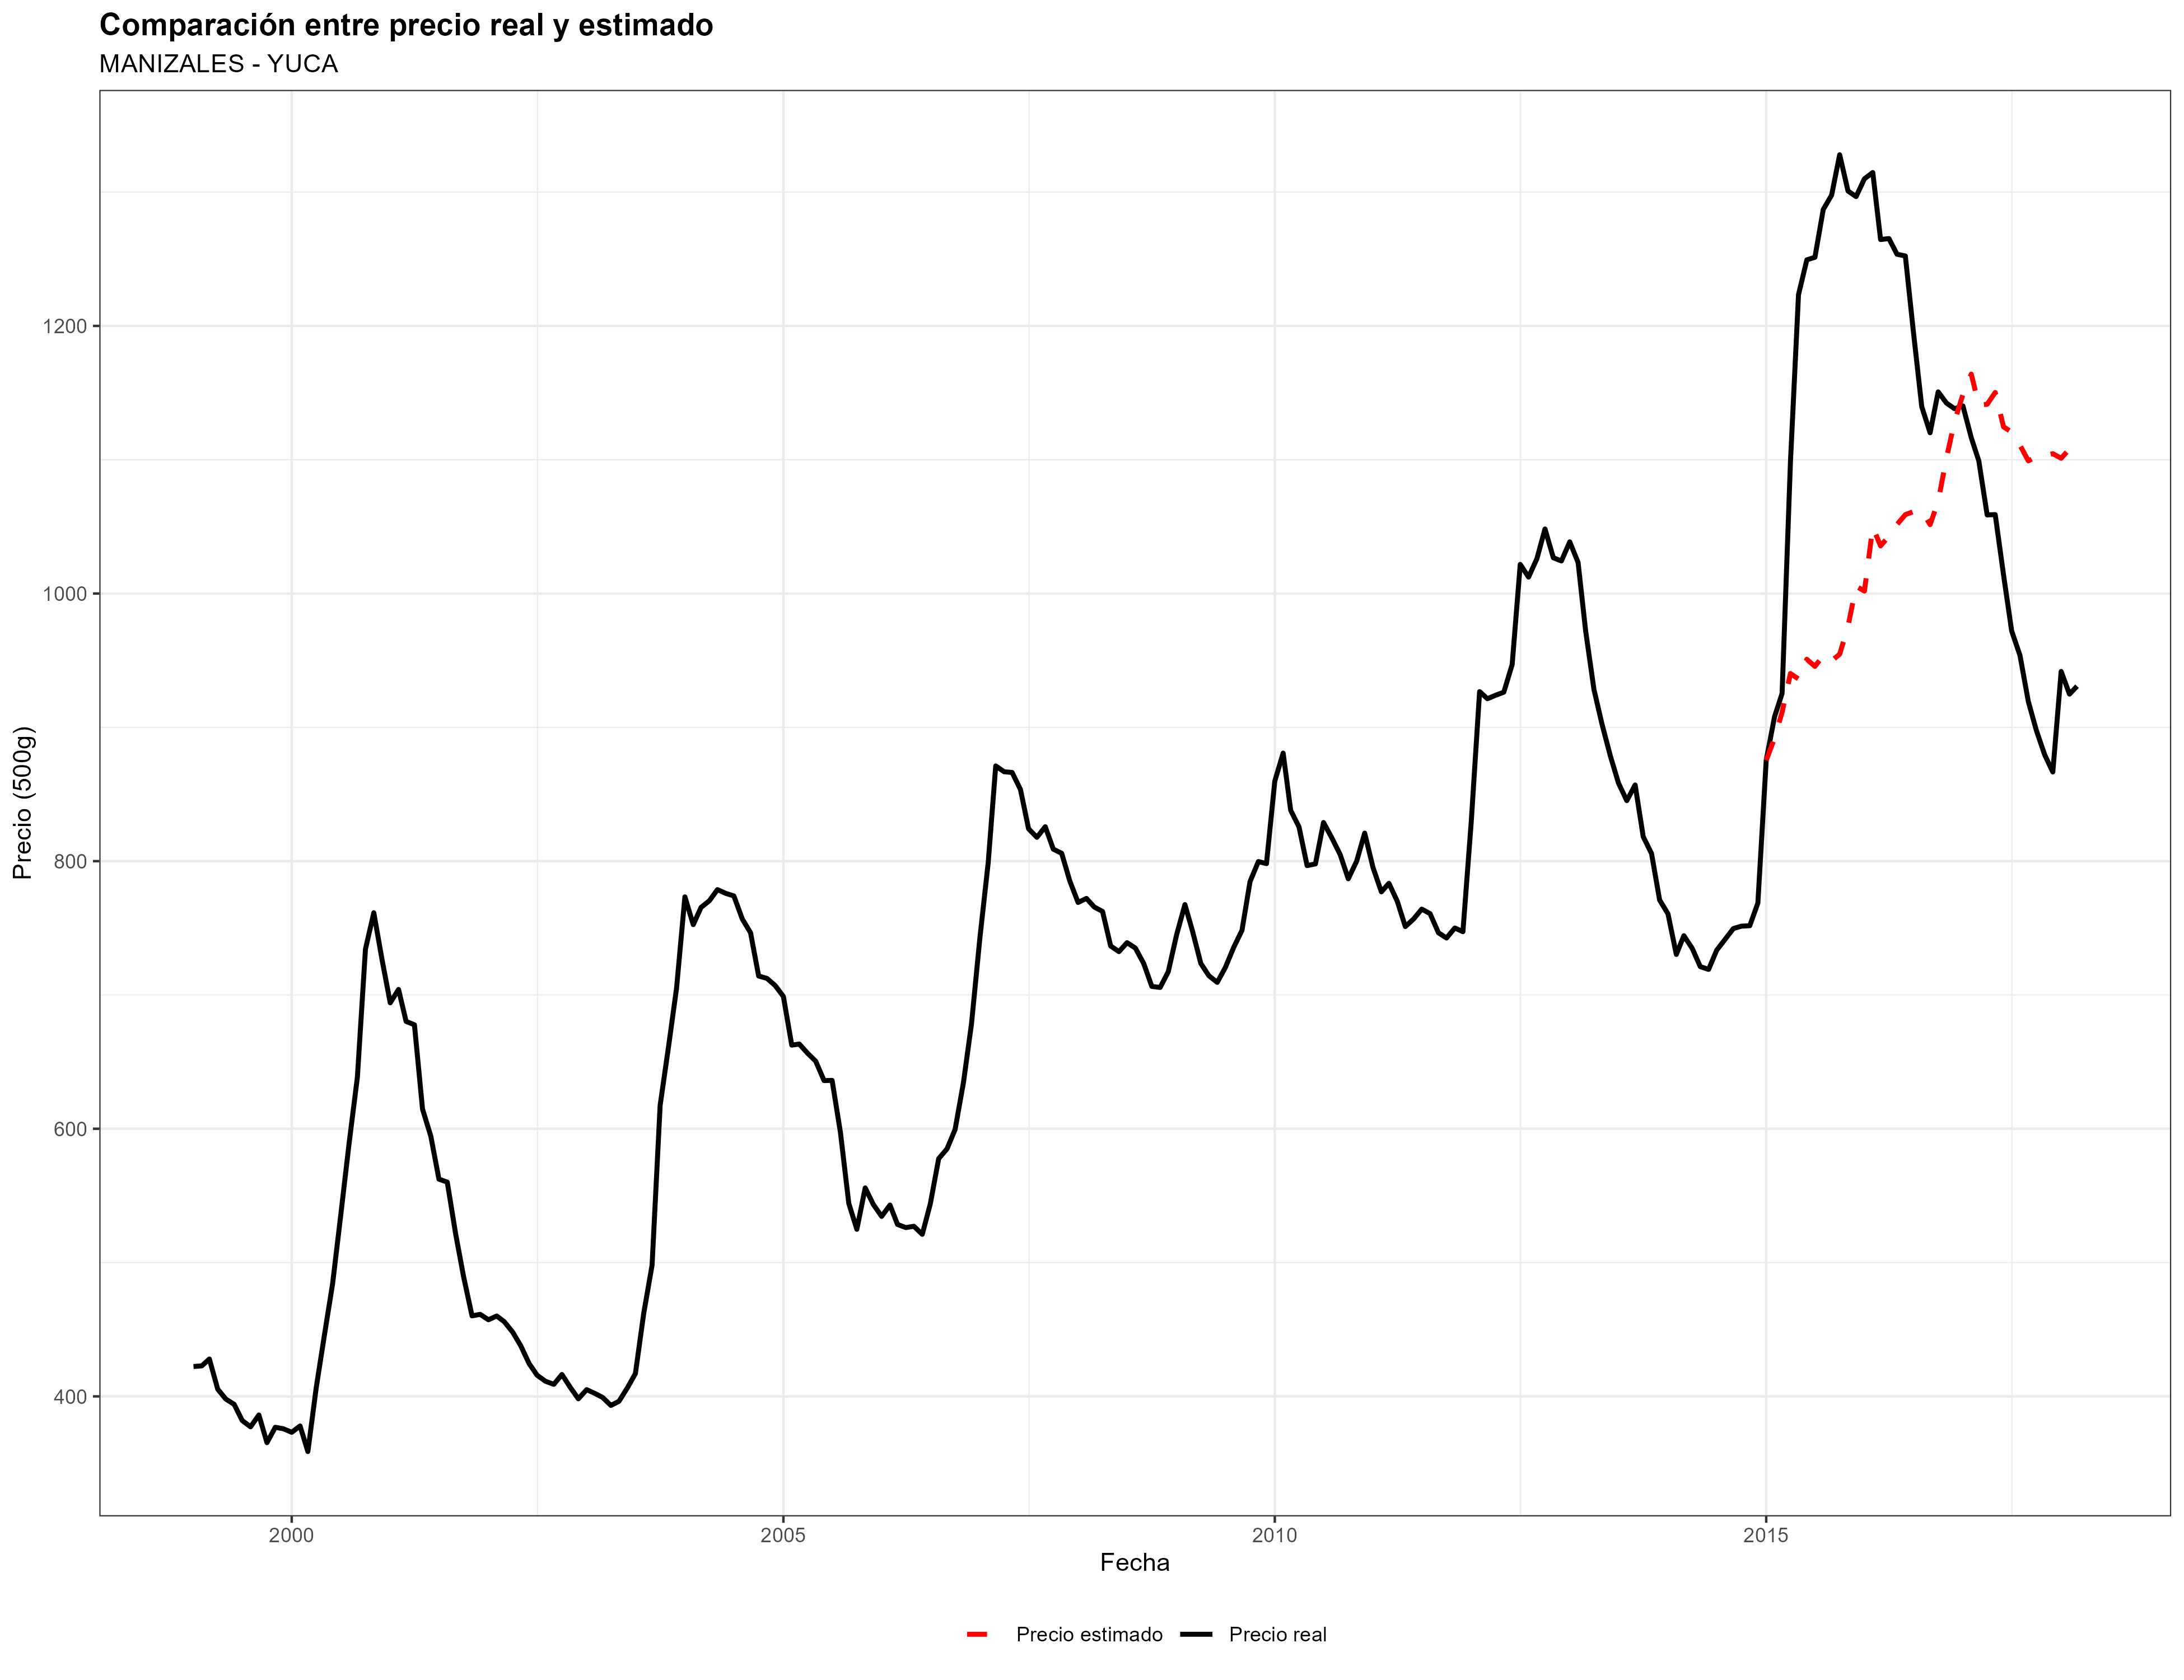 Comparación entre precio real y estimado
MANIZALES - YUCA
Precio (500g)
1200
1000
800
600
400
2000 2005 2010 2015
Fecha
Precio estimado Precio real